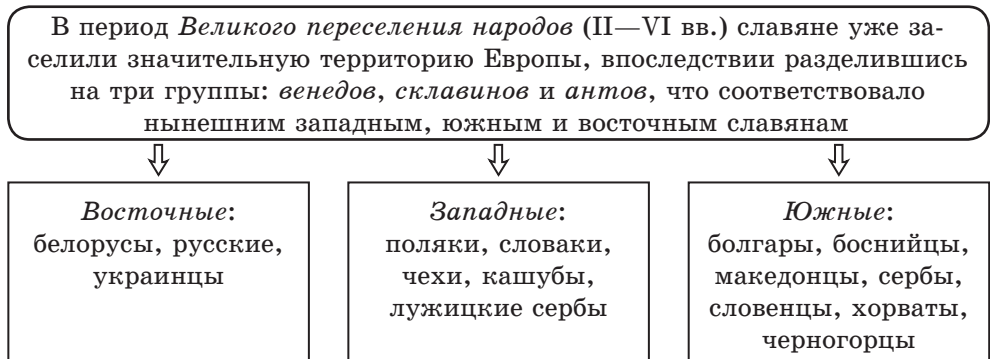 В период Великого переселения народов (II—VI вв.) славяне уже за-
селили значительную территорию Европы, впоследствии разделившись
на три группы: венедов, склавинов и антов, что соответствовало
нынешним западным, южным и восточным славянам
Восточные:
белорусы, русские,
украинцы
Западные:
поляки, словаки,
чехи, кашубы,
лужицкие сербы
Южные:
болгары, боснийцы,
македонцы, сербы,
словенцы, хорваты,
черногорцы